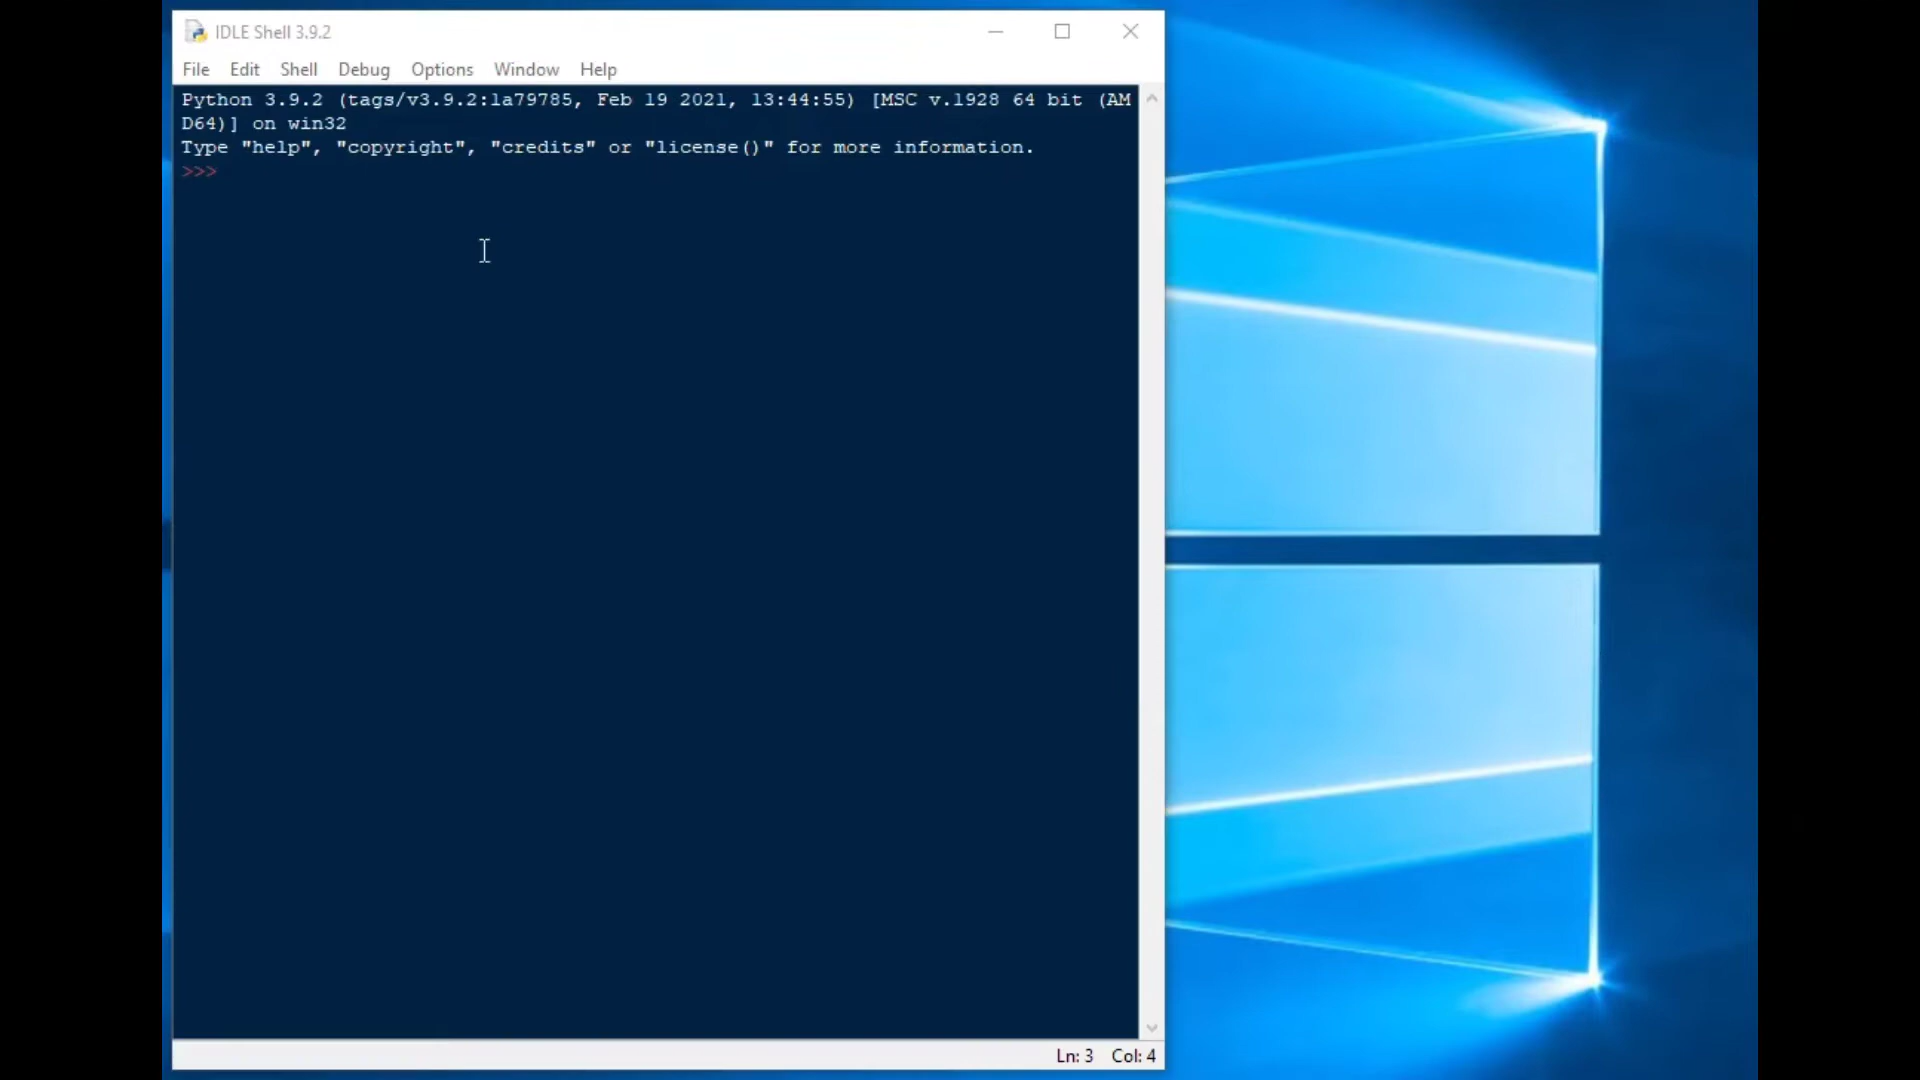 IDLE Shell 3.9.2
File Edit Shell Debug Options Window Help
Python 3.9.2 (tags/v3.9.2:1a79785, Feb 19 2021, 13:44:55) [MSC v.1928 64 bit (AM
D64)] on win32
Type "help", "copyright", "credits" or "license()" for more information.
>>>
Ln: 3 Col: 4